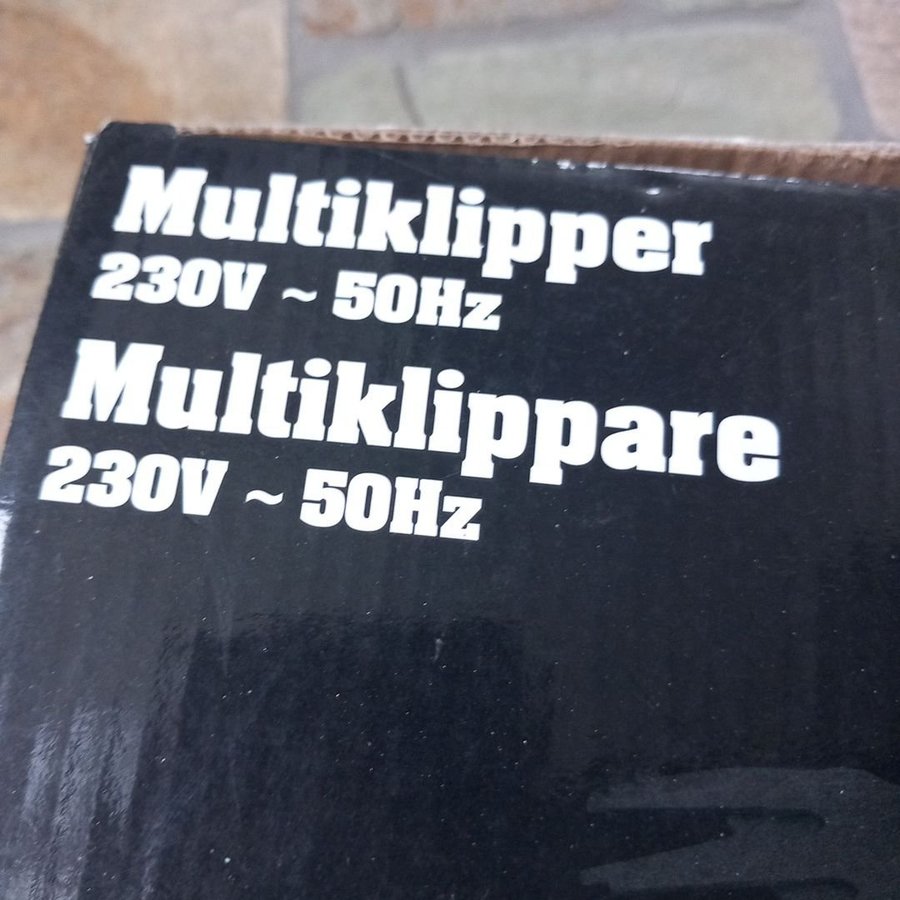 Multiklipper
230V ~ 50Hz
Multiklippare
230V ~ 50Hz